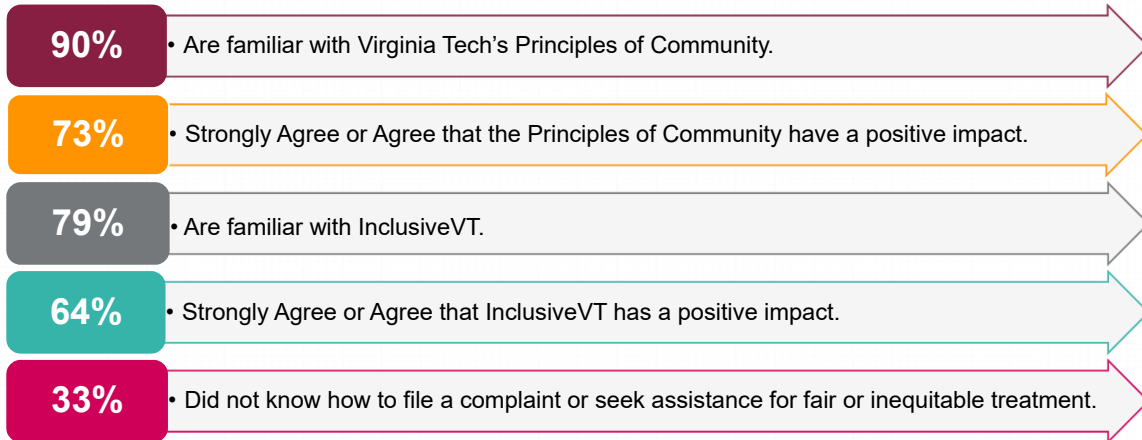 90%
• Are familiar with Virginia Tech's Principles of Community.
73%
• Strongly Agree or Agree that the Principles of Community have a positive impact.
79%
• Are familiar with InclusiveVT.
64%
• Strongly Agree or Agree that InclusiveVT has a positive impact.
33%
• Did not know how to file a complaint or seek assistance for fair or inequitable treatment.